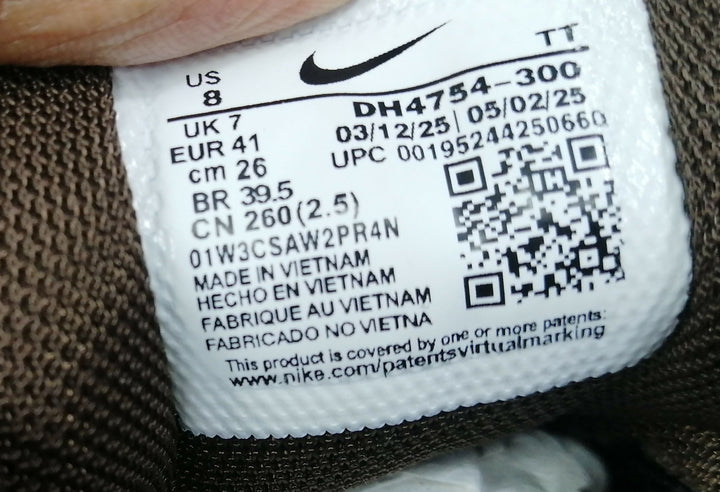 US
8
TT
DH4754-300
UK 7
03/12/25 | 05/02/25
EUR 41
UPC 00195244250660
cm 26
BR 39.5
CN 260 (2.5)
01W3CSAW2PR4N
MADE IN VIETNAM
HECHO EN VIETNAM
FABRIQUE AU VIETNAM
FABRICADO NO VIETNA
This product is covered by one or more patents:
www.nike.com/patentsvirtualmarking